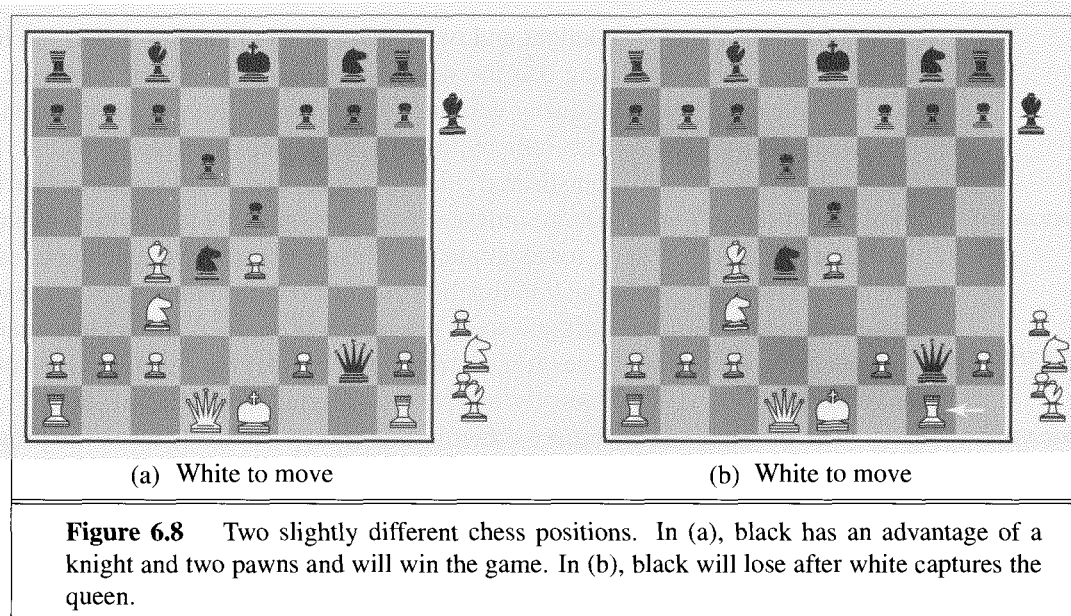 (a) White to move
(b) White to move
Figure 6.8 Two slightly different chess positions. In (a), black has an advantage of a
knight and two pawns and will win the game. In (b), black will lose after white captures the
queen.